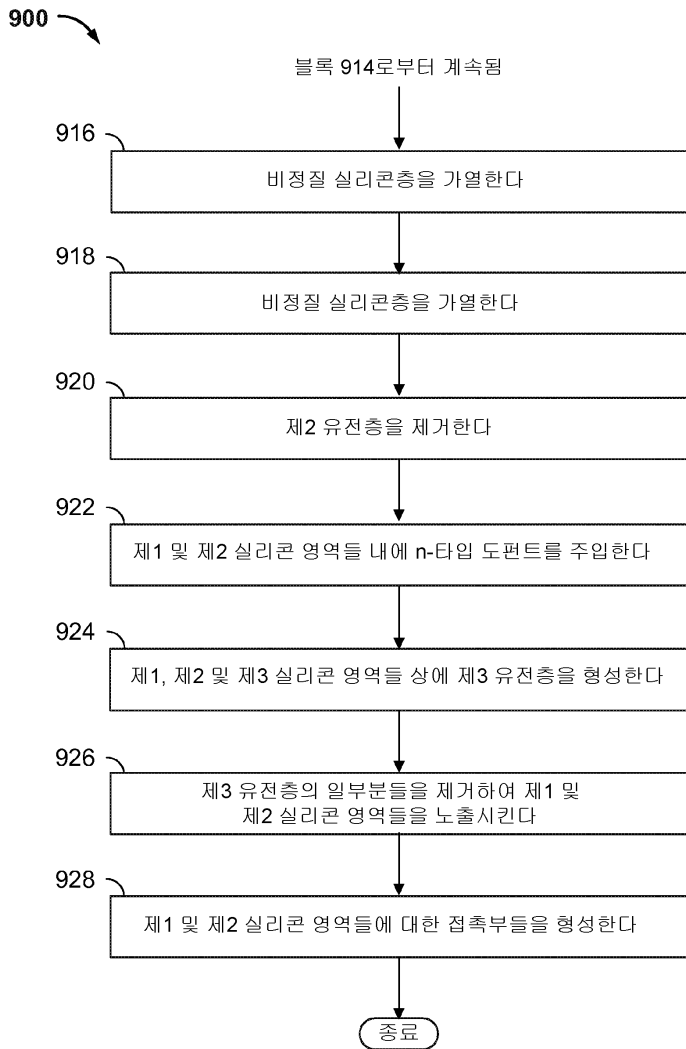 900
블록 914로부터 계속됨
916
비정질 실리콘층을 가열한다
918
비정질 실리콘층을 가열한다
920
제2 유전층을 제거한다
922
제1 및 제2 실리콘 영역들 내에 n-타입 도펀트를 주입한다
924
제1, 제2 및 제3 실리콘 영역들 상에 제3 유전층을 형성한다
926
제3 유전층의 일부분들을 제거하여 제1 및
제2 실리콘 영역들을 노출시킨다
928
제1 및 제2 실리콘 영역들에 대한 접촉부들을 형성한다
종료